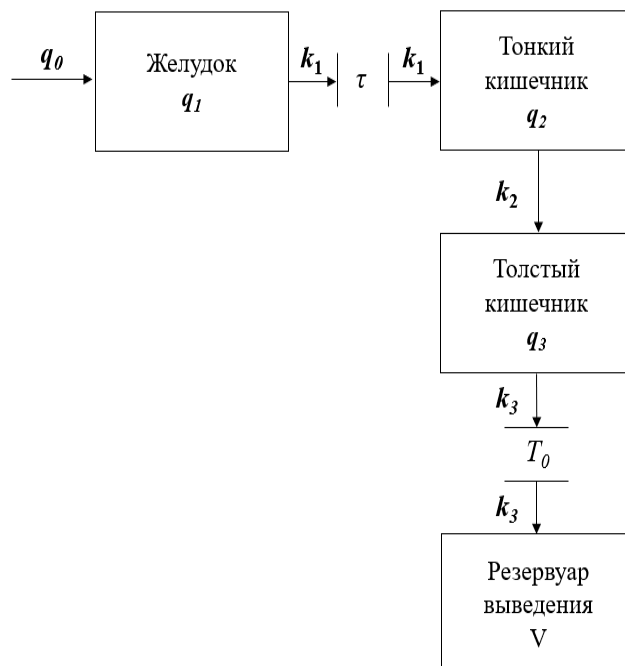 q0
Желудок
q1
k1
τ
k1
Тонкий
кишечник
q2
k2
Толстый
кишечник
q3
k3
T0
k3
Резервуар
выведения
V